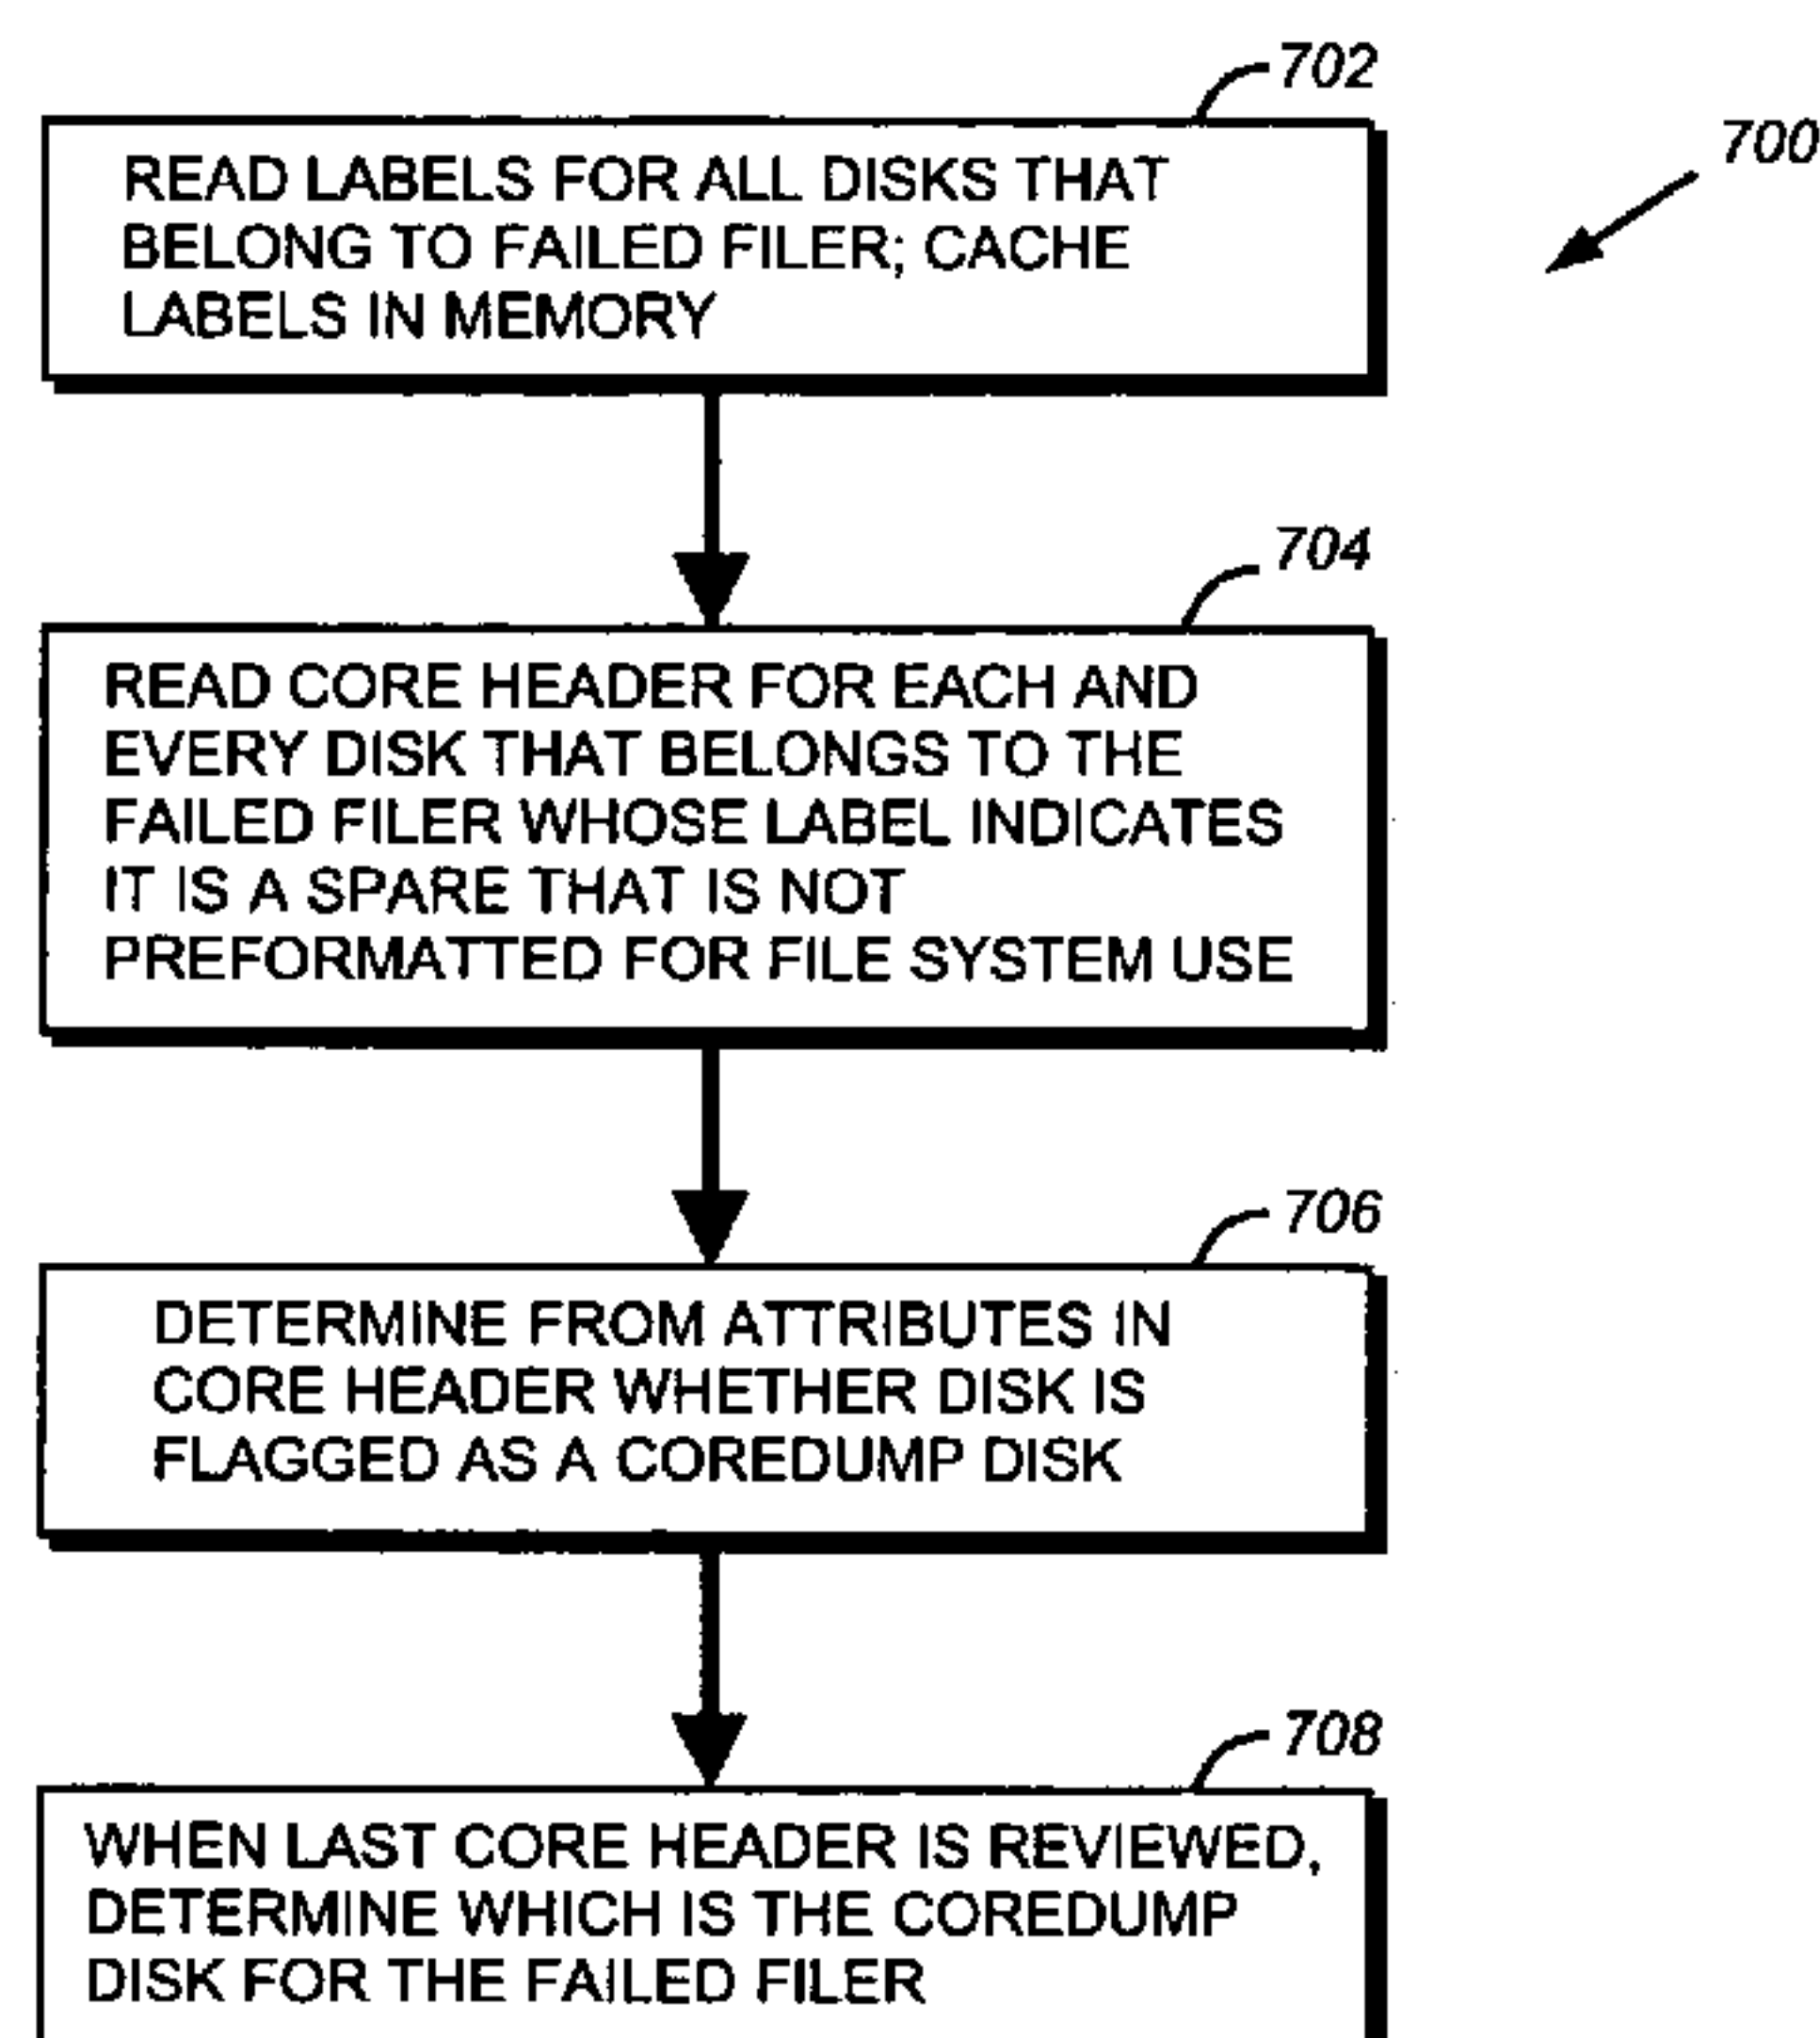 702
700
READ LABELS FOR ALL DISKS THAT
BELONG TO FAILED FILER; CACHE
LABELS IN MEMORY
704
READ CORE HEADER FOR EACH AND
EVERY DISK THAT BELONGS TO THE
FAILED FILER WHOSE LABEL INDICATES
IT IS A SPARE THAT IS NOT
PREFORMATTED FOR FILE SYSTEM USE
706
DETERMINE FROM ATTRIBUTES IN
CORE HEADER WHETHER DISK IS
FLAGGED AS A COREDUMP DISK
708
WHEN LAST CORE HEADER IS REVIEWED,
DETERMINE WHICH IS THE COREDUMP
DISK FOR THE FAILED FILER